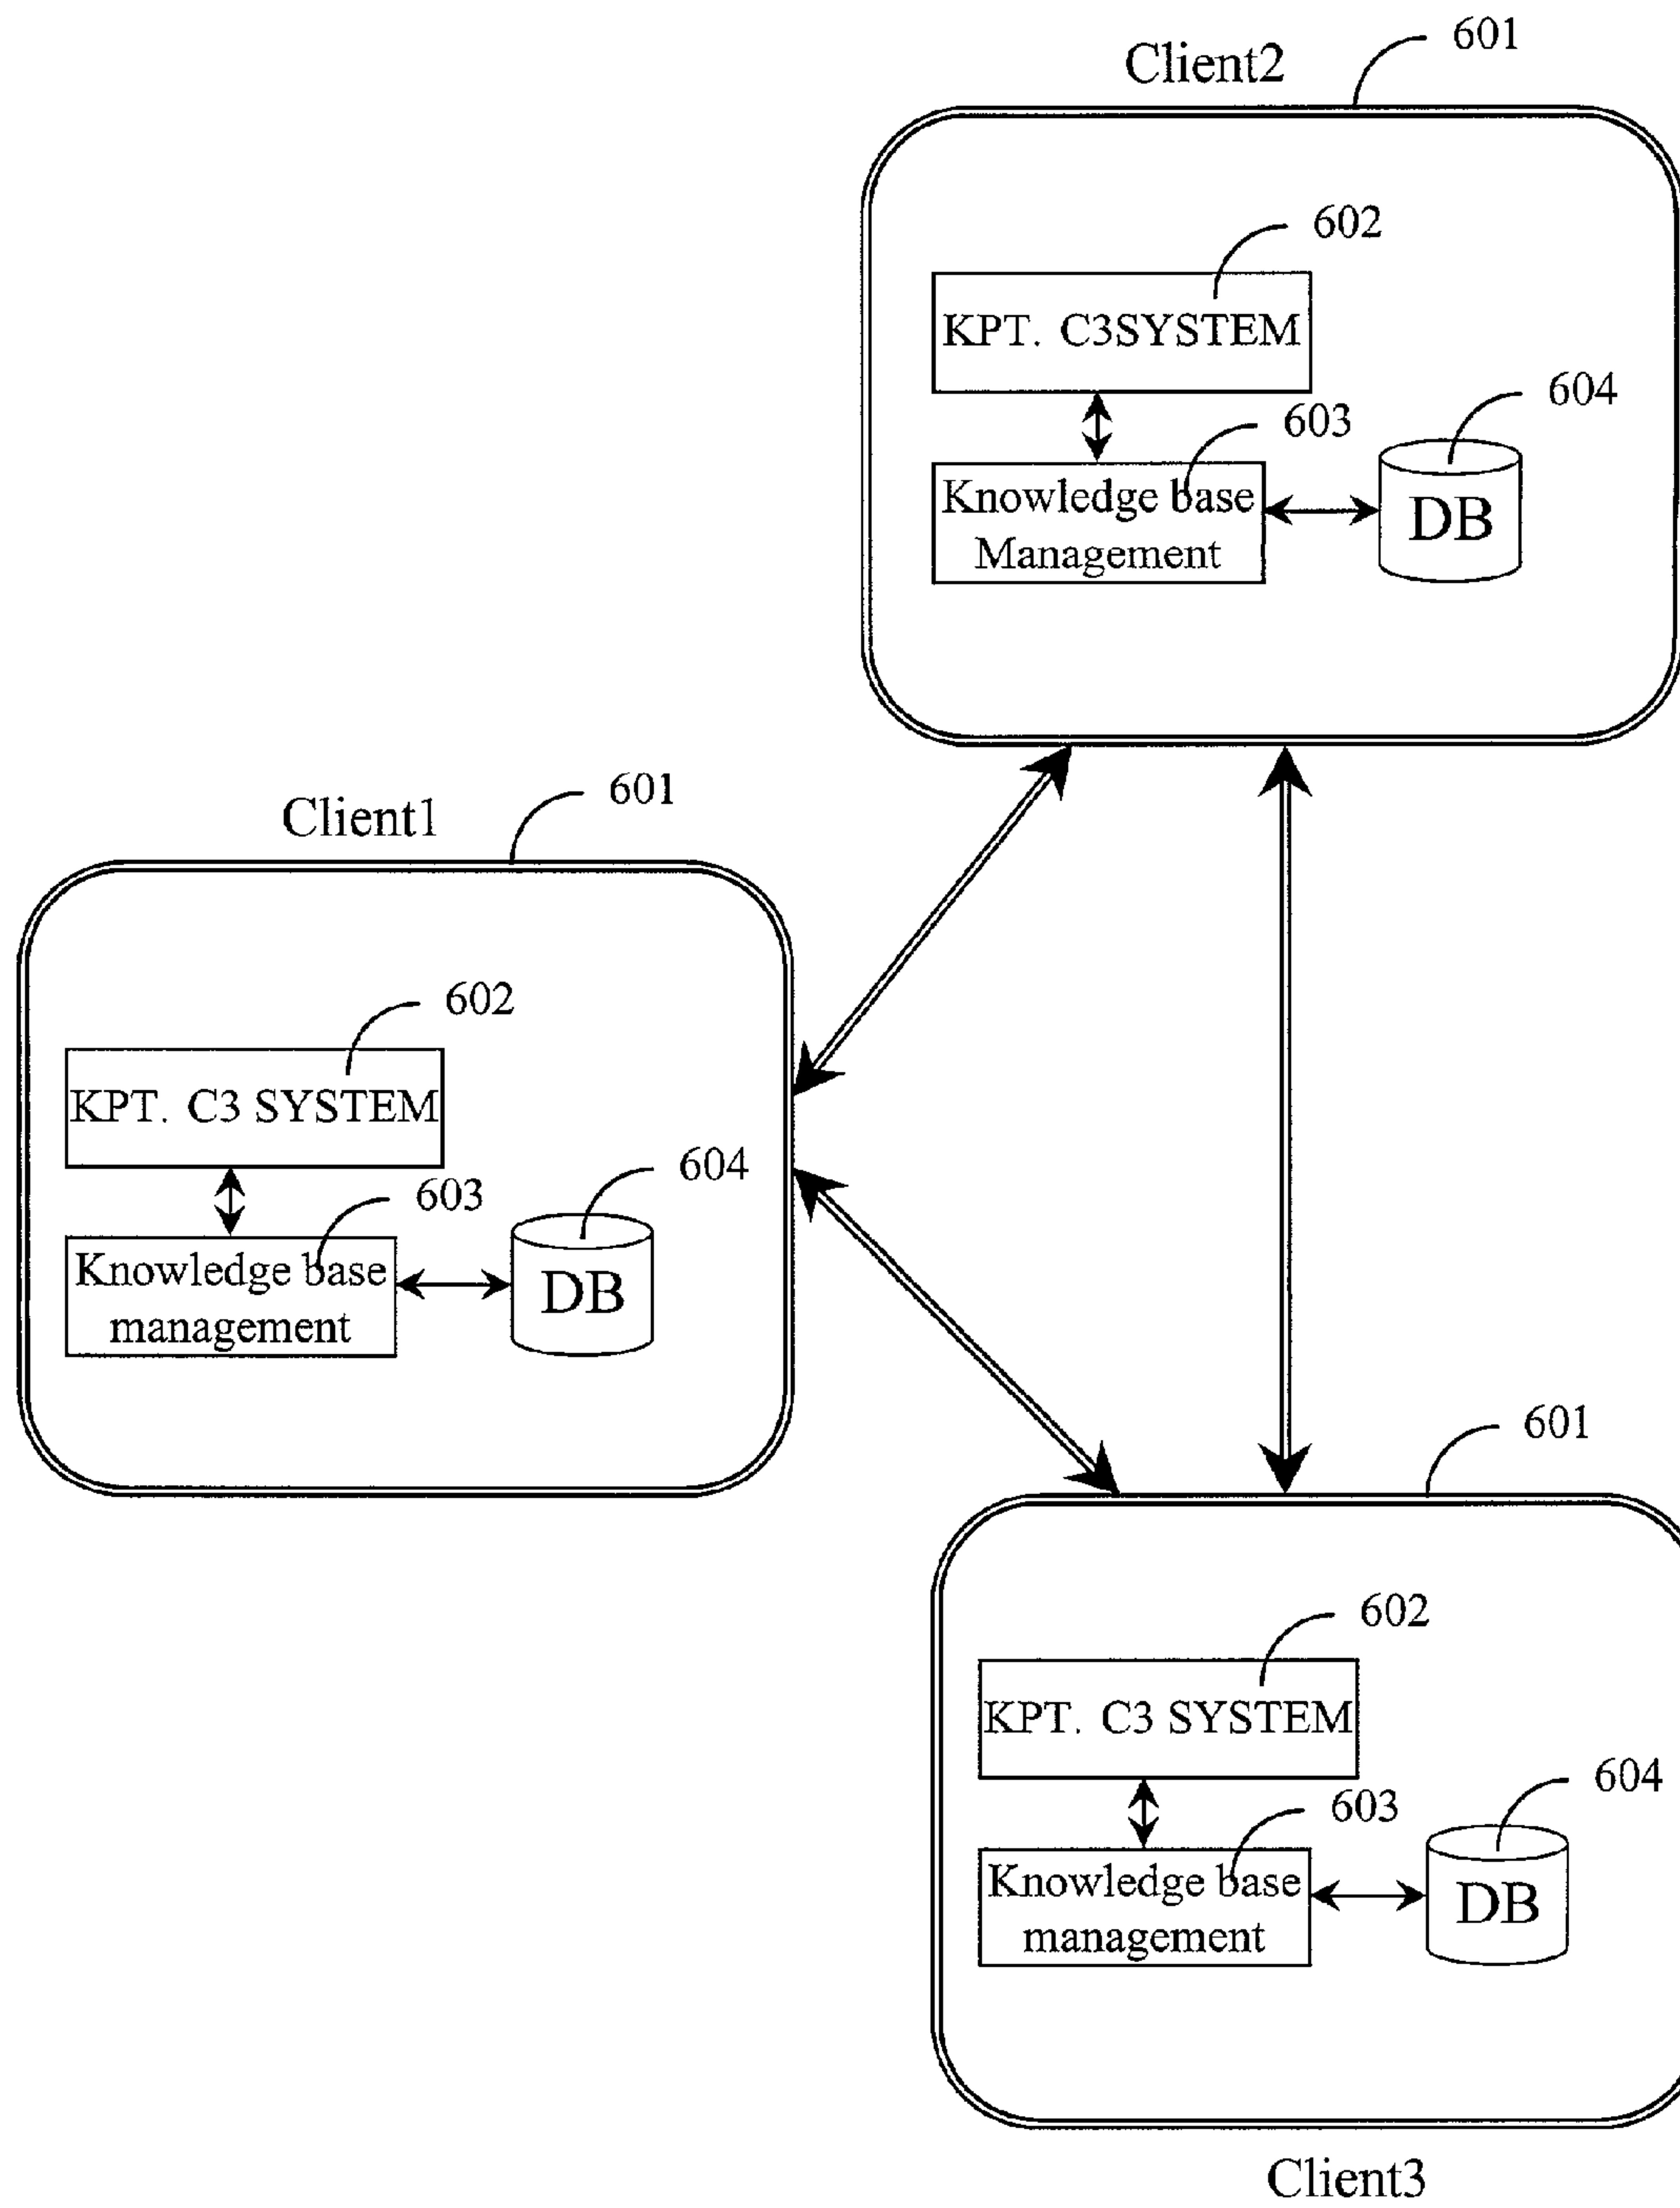 Client2
601
602
KPT. C3SYSTEM
604
603
Knowledge base
Management
DB
Client1
601
602
KPT. C3 SYSTEM
604
603
Knowledge base
management
DB
601
602
KPT. C3 SYSTEM
604
603
Knowledge base
management
DB
Client3